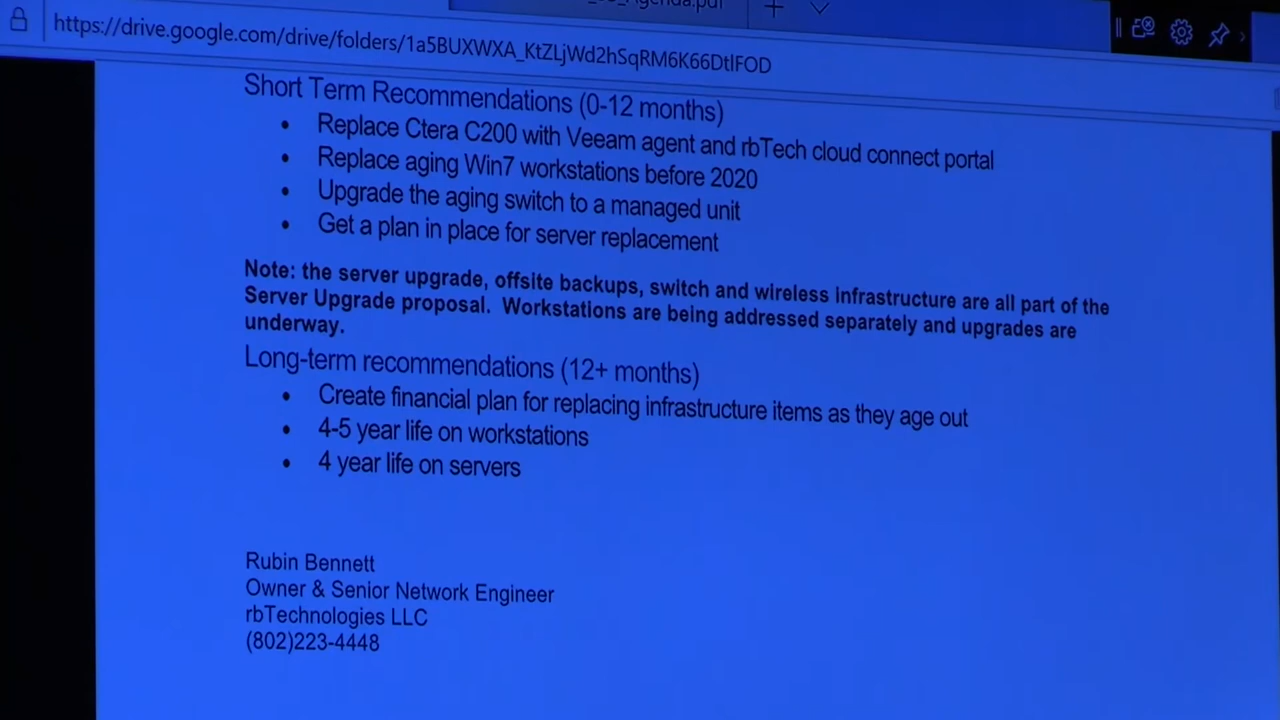 _Agenda.pdf
https://drive.google.com/drive/folders/1a5BUXWXA_KtZLjWd2hSqRM6K66DtlFOD
Short Term Recommendations (0-12 months)
• Replace Ctera C200 with Veeam agent and rbTech cloud connect portal
• Replace aging Win7 workstations before 2020
• Upgrade the aging switch to a managed unit
• Get a plan in place for server replacement
Note: the server upgrade, offsite backups, switch and wireless infrastructure are all part of the
Server Upgrade proposal. Workstations are being addressed separately and upgrades are
underway.
Long-term recommendations (12+ months)
• Create financial plan for replacing infrastructure items as they age out
• 4-5 year life on workstations
• 4 year life on servers
Rubin Bennett
Owner & Senior Network Engineer
rbTechnologies LLC
(802)223-4448